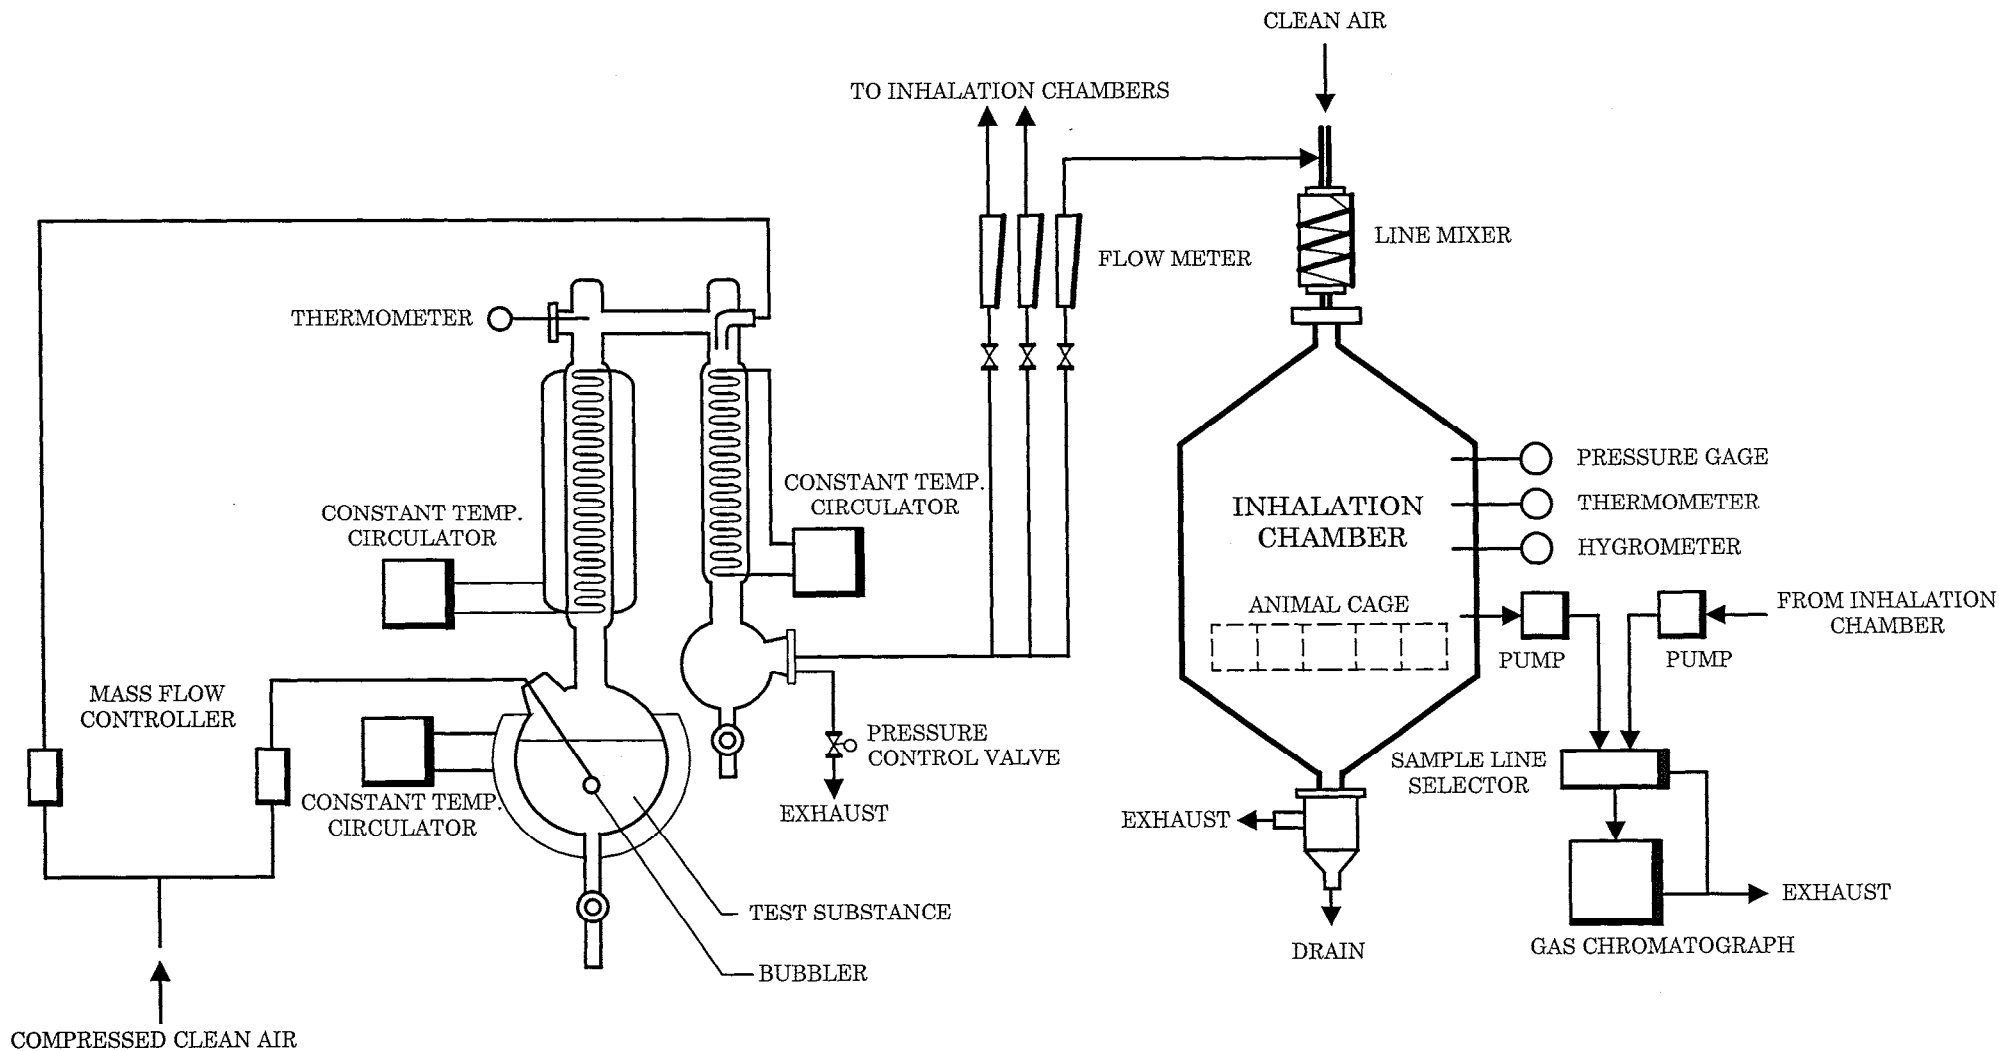 CLEAN AIR
TO INHALATION CHAMBERS
LINE MIXER
FLOW METER
THERMOMETER
PRESSURE GAGE
CONSTANT TEMP.
CIRCULATOR
THERMOMETER
INHALATION
CHAMBER
CONSTANT TEMP.
CIRCULATOR
HYGROMETER
ANIMAL CAGE
FROM INHALATION
CHAMBER
PUMP
PUMP
MASS FLOW
CONTROLLER
PRESSURE
CONTROL VALVE
SAMPLE LINE
SELECTOR
CONSTANT TEMP.
CIRCULATOR
EXHAUST
EXHAUST
EXHAUST
TEST SUBSTANCE
DRAIN
GAS CHROMATOGRAPH
BUBBLER
COMPRESSED CLEAN AIR